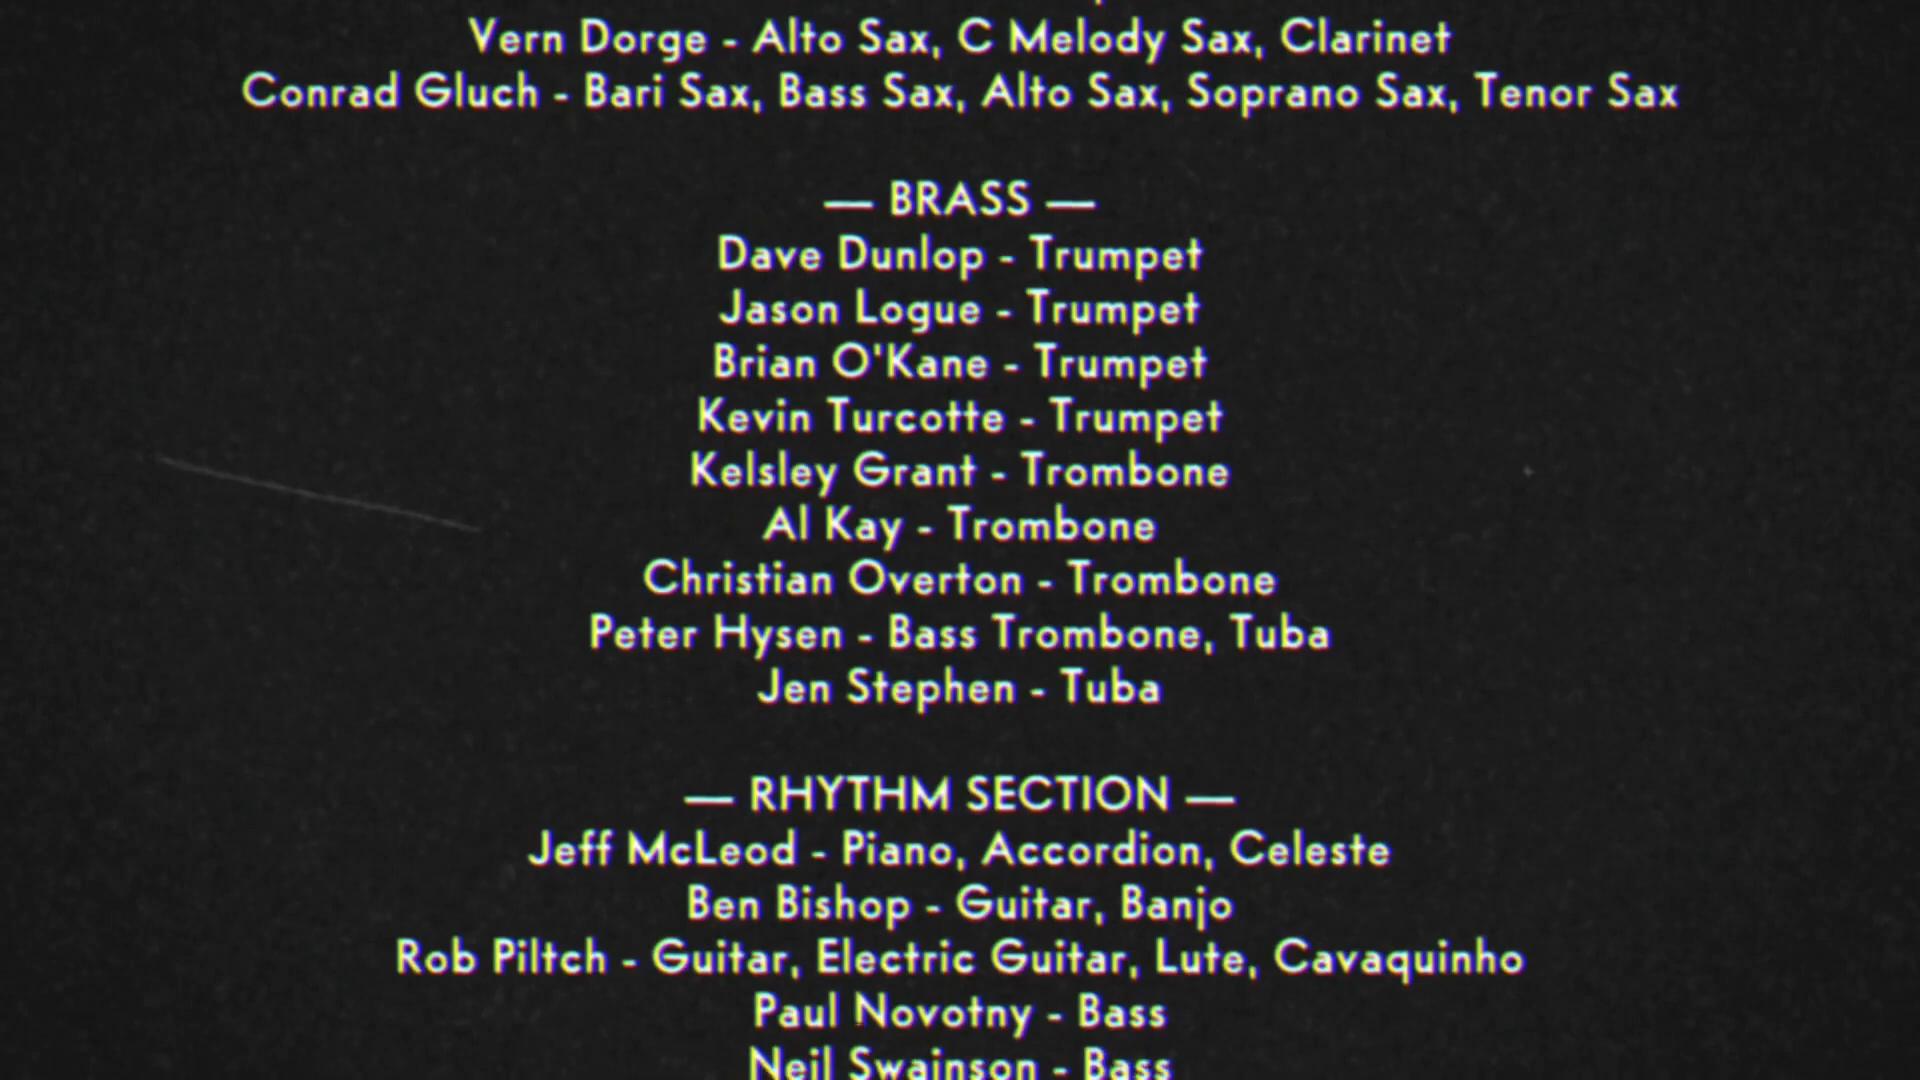 Vern Dorge - Alto Sax, C Melody Sax, Clarinet
Conrad Gluch - Bari Sax, Bass Sax, Alto Sax, Soprano Sax, Tenor Sax
— BRASS —
Dave Dunlop - Trumpet
Jason Logue - Trumpet
Brian O'Kane - Trumpet
Kevin Turcotte - Trumpet
Kelsley Grant - Trombone
Al Kay - Trombone
Christian Overton - Trombone
Peter Hysen - Bass Trombone, Tuba
Jen Stephen - Tuba
— RHYTHM SECTION —
Jeff McLeod - Piano, Accordion, Celeste
Ben Bishop - Guitar, Banjo
Rob Piltch - Guitar, Electric Guitar, Lute, Cavaquinho
Paul Novotny - Bass
Neil Swainson - Bass